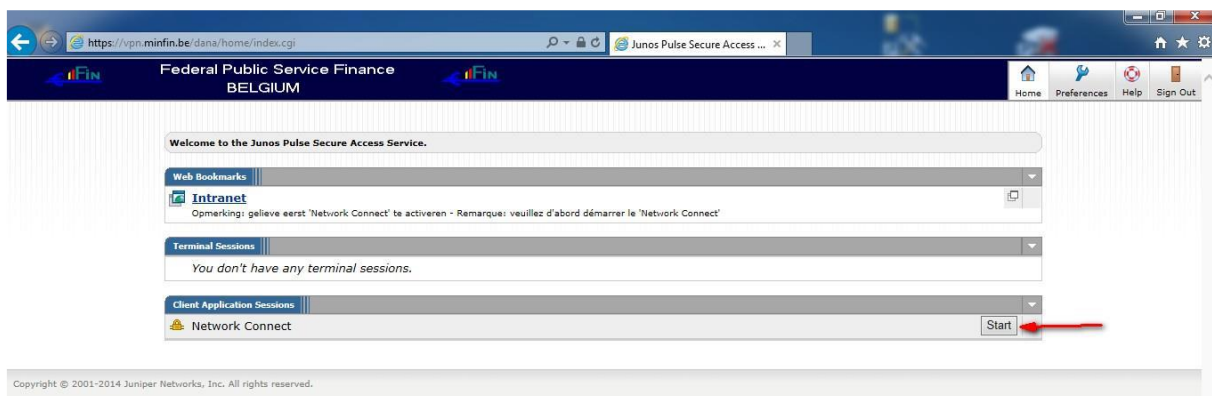 https://vpn.minfin.be/dana/home/index.cgi
Junos Pulse Secure Access ...
FIN
Federal Public Service Finance
BELGIUM
FIN
Home
Preferences
Help
Sign Out
Welcome to the Junos Pulse Secure Access Service.
Web Bookmarks
Intranet
Opmerking: gelieve eerst 'Network Connect' te activeren - Remarque: veuillez d'abord démarrer le 'Network Connect'
Terminal Sessions
You don't have any terminal sessions.
Client Application Sessions
Network Connect
Start
Copyright © 2001-2014 Juniper Networks, Inc. All rights reserved.